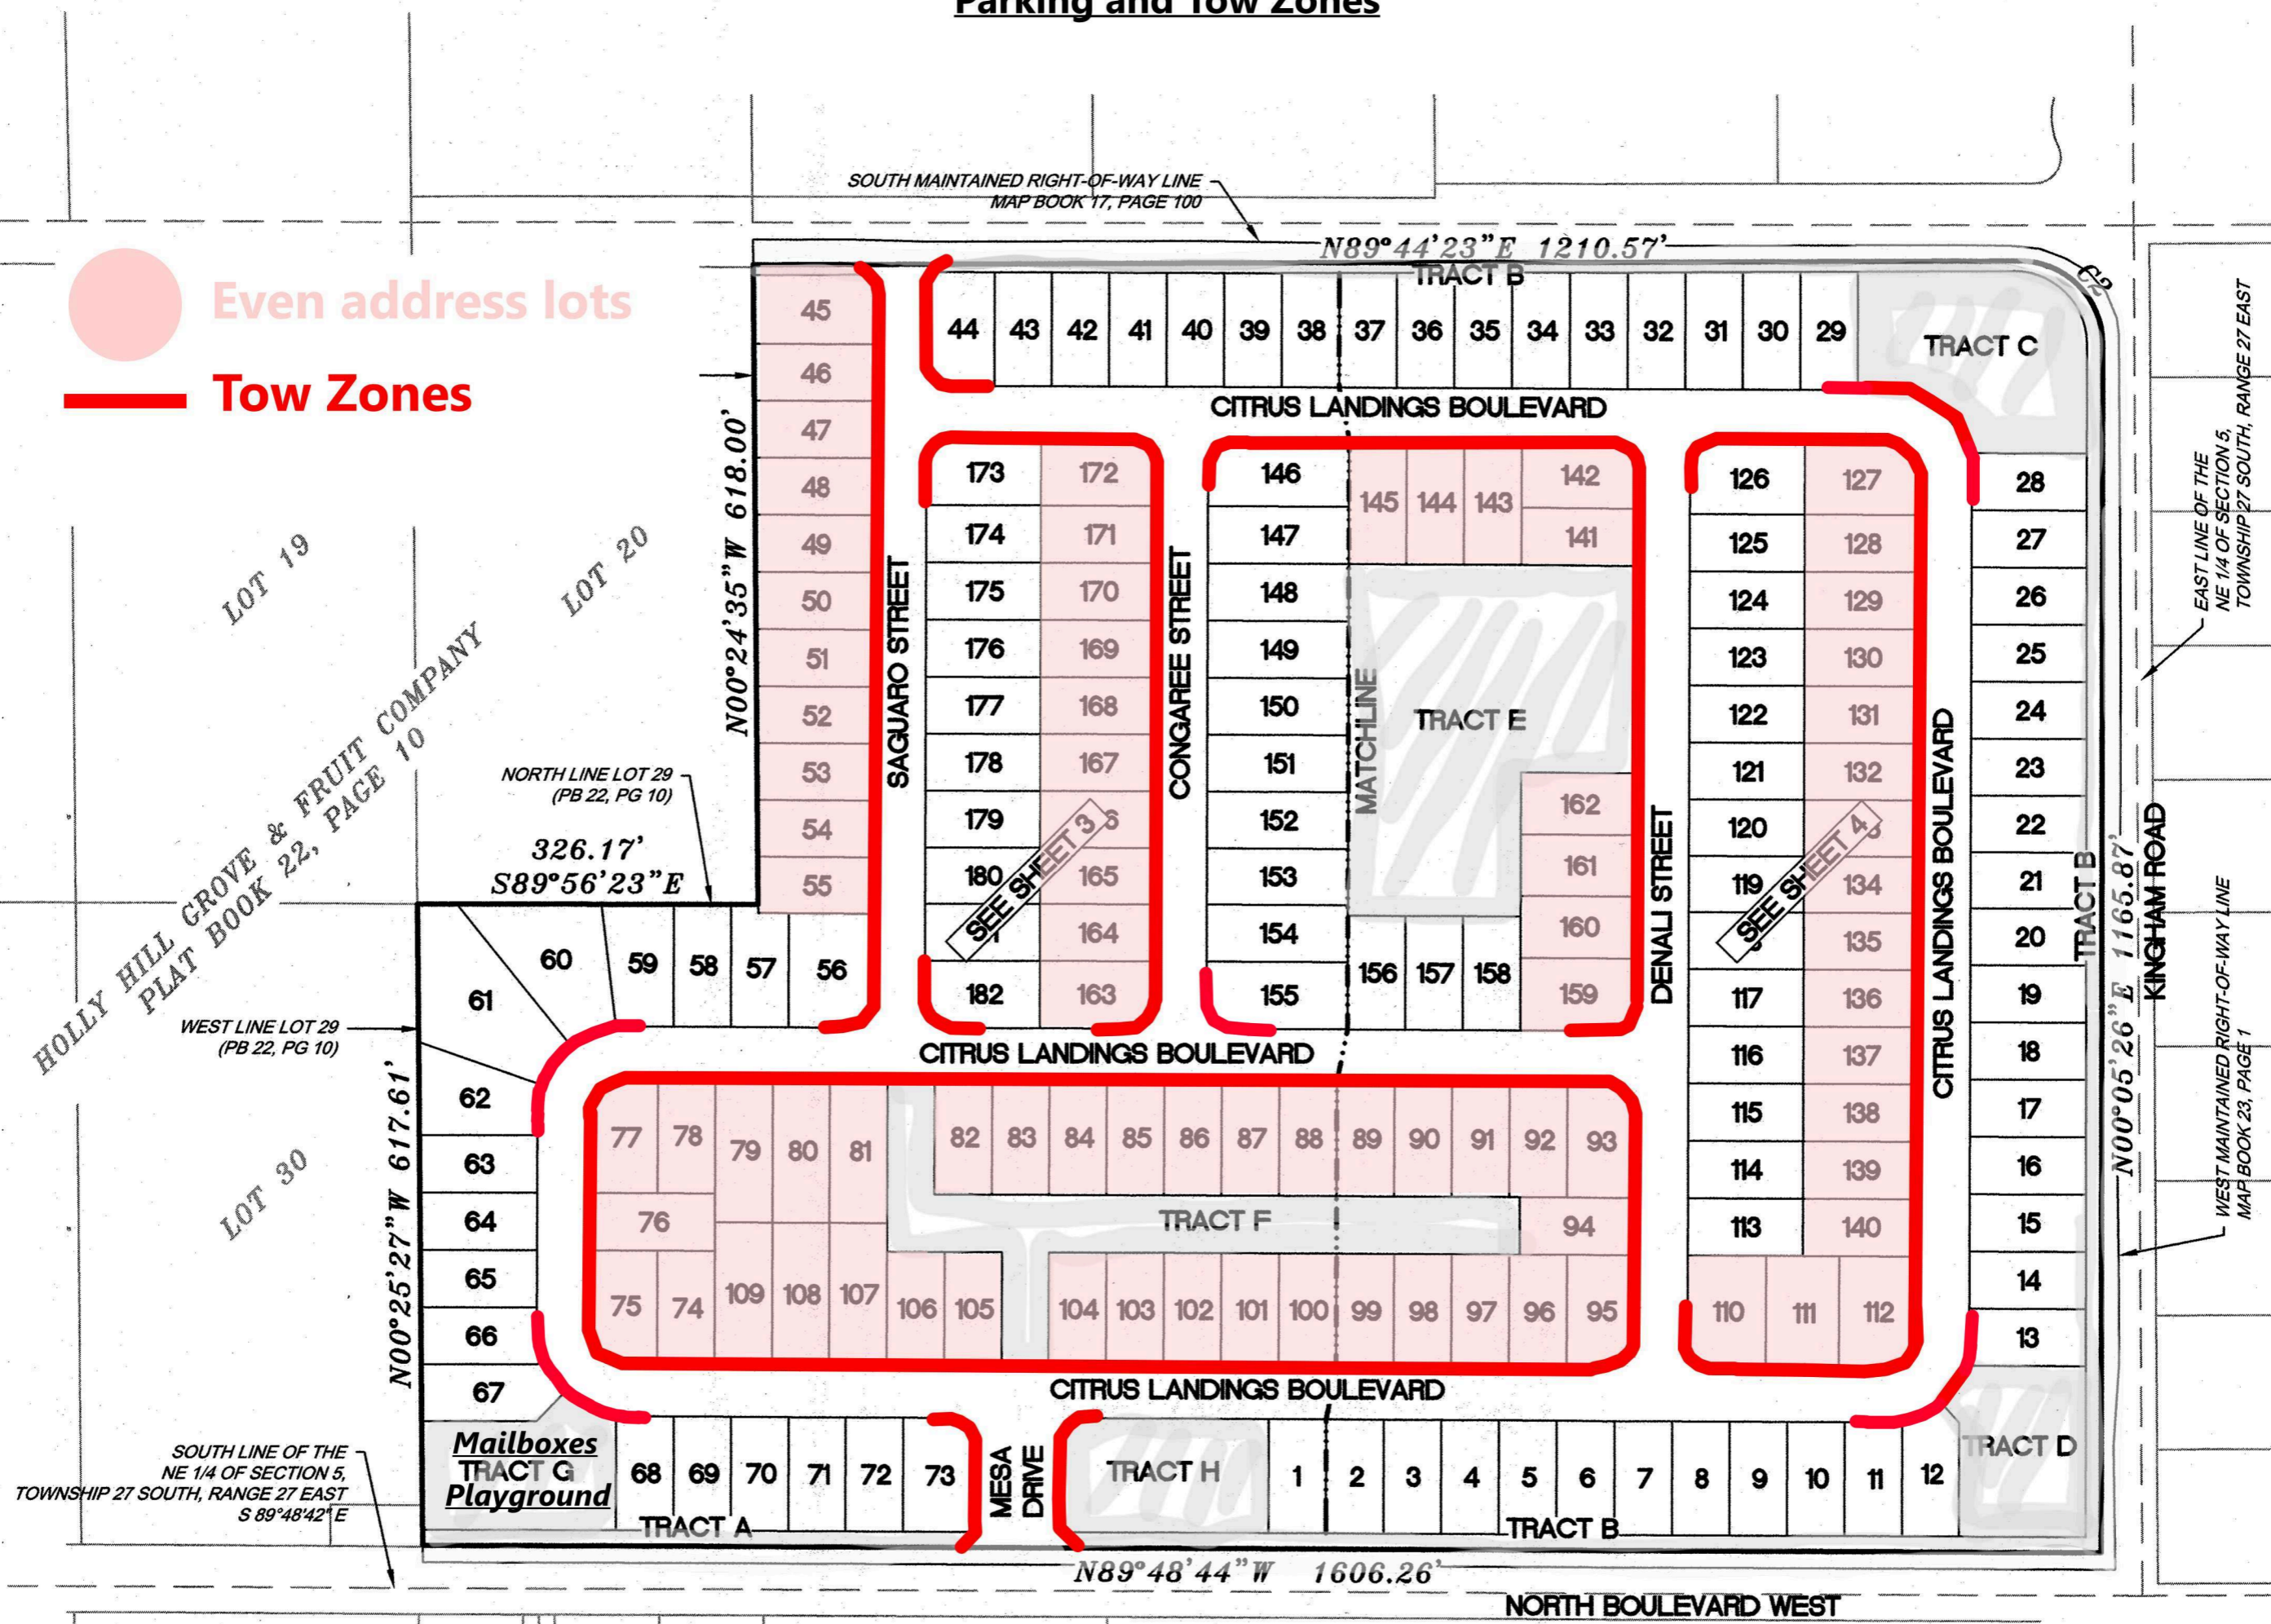 Parking and Tow Zones
SOUTH MAINTAINED RIGHT-OF-WAY LINE
MAP BOOK 17, PAGE 100
N89°44'23"E 1210.57'
TRACT B
C2
Even address lots
Tow Zones
45
44 43 42 41 40 39 38 37 36 35 34 33 32 31 30 29
TRACT C
46
CITRUS LANDINGS BOULEVARD
47
48
49
50
51
52
53
54
55
N00°24'35"W 618.00'
SAGUARO STREET
173 172
174 171
175 170
176 169
177 168
178 167
179
180 165
164
182 163
SEE SHEET 3
CONGAREE STREET
146
147
148
149
150
151
152
153
154
155
145 144 143 142
141
MATCHLINE
TRACT E
162
161
160
156 157 158 159
DENALI STREET
126 127
125 128
124 129
123 130
122 131
121 132
120
119 134
135
117 136
116 137
115 138
114 139
113 140
110 111 112
SEE SHEET 4
CITRUS LANDINGS BOULEVARD
28
27
26
25
24
23
22
21
20
19
18
17
16
15
14
13
TRACT B
N00°05'26"E 1165.87'
KINGHAM ROAD
EAST LINE OF THE
NE 1/4 OF SECTION 5,
TOWNSHIP 27 SOUTH, RANGE 27 EAST
WEST MAINTAINED RIGHT-OF-WAY LINE
MAP BOOK 23, PAGE 1
LOT 19
LOT 20
HOLLY HILL GROVE & FRUIT COMPANY
PLAT BOOK 22, PAGE 10
LOT 30
NORTH LINE LOT 29
(PB 22, PG 10)
326.17'
S89°56'23"E
WEST LINE LOT 29
(PB 22, PG 10)
61 60 59 58 57 56
CITRUS LANDINGS BOULEVARD
N00°25'27"W 617.61'
62
63
64
65
66
67
77 78 79 80 81 82 83 84 85 86 87 88 89 90 91 92 93
76
TRACT F
94
75 74 109 108 107 106 105 104 103 102 101 100 99 98 97 96 95
CITRUS LANDINGS BOULEVARD
Mailboxes
TRACT G
Playground
68 69 70 71 72 73
MESA
DRIVE
TRACT H
1 2 3 4 5 6 7 8 9 10 11 12
TRACT D
TRACT A
TRACT B
SOUTH LINE OF THE
NE 1/4 OF SECTION 5,
TOWNSHIP 27 SOUTH, RANGE 27 EAST
S 89°48'42" E
N89°48'44"W 1606.26'
NORTH BOULEVARD WEST